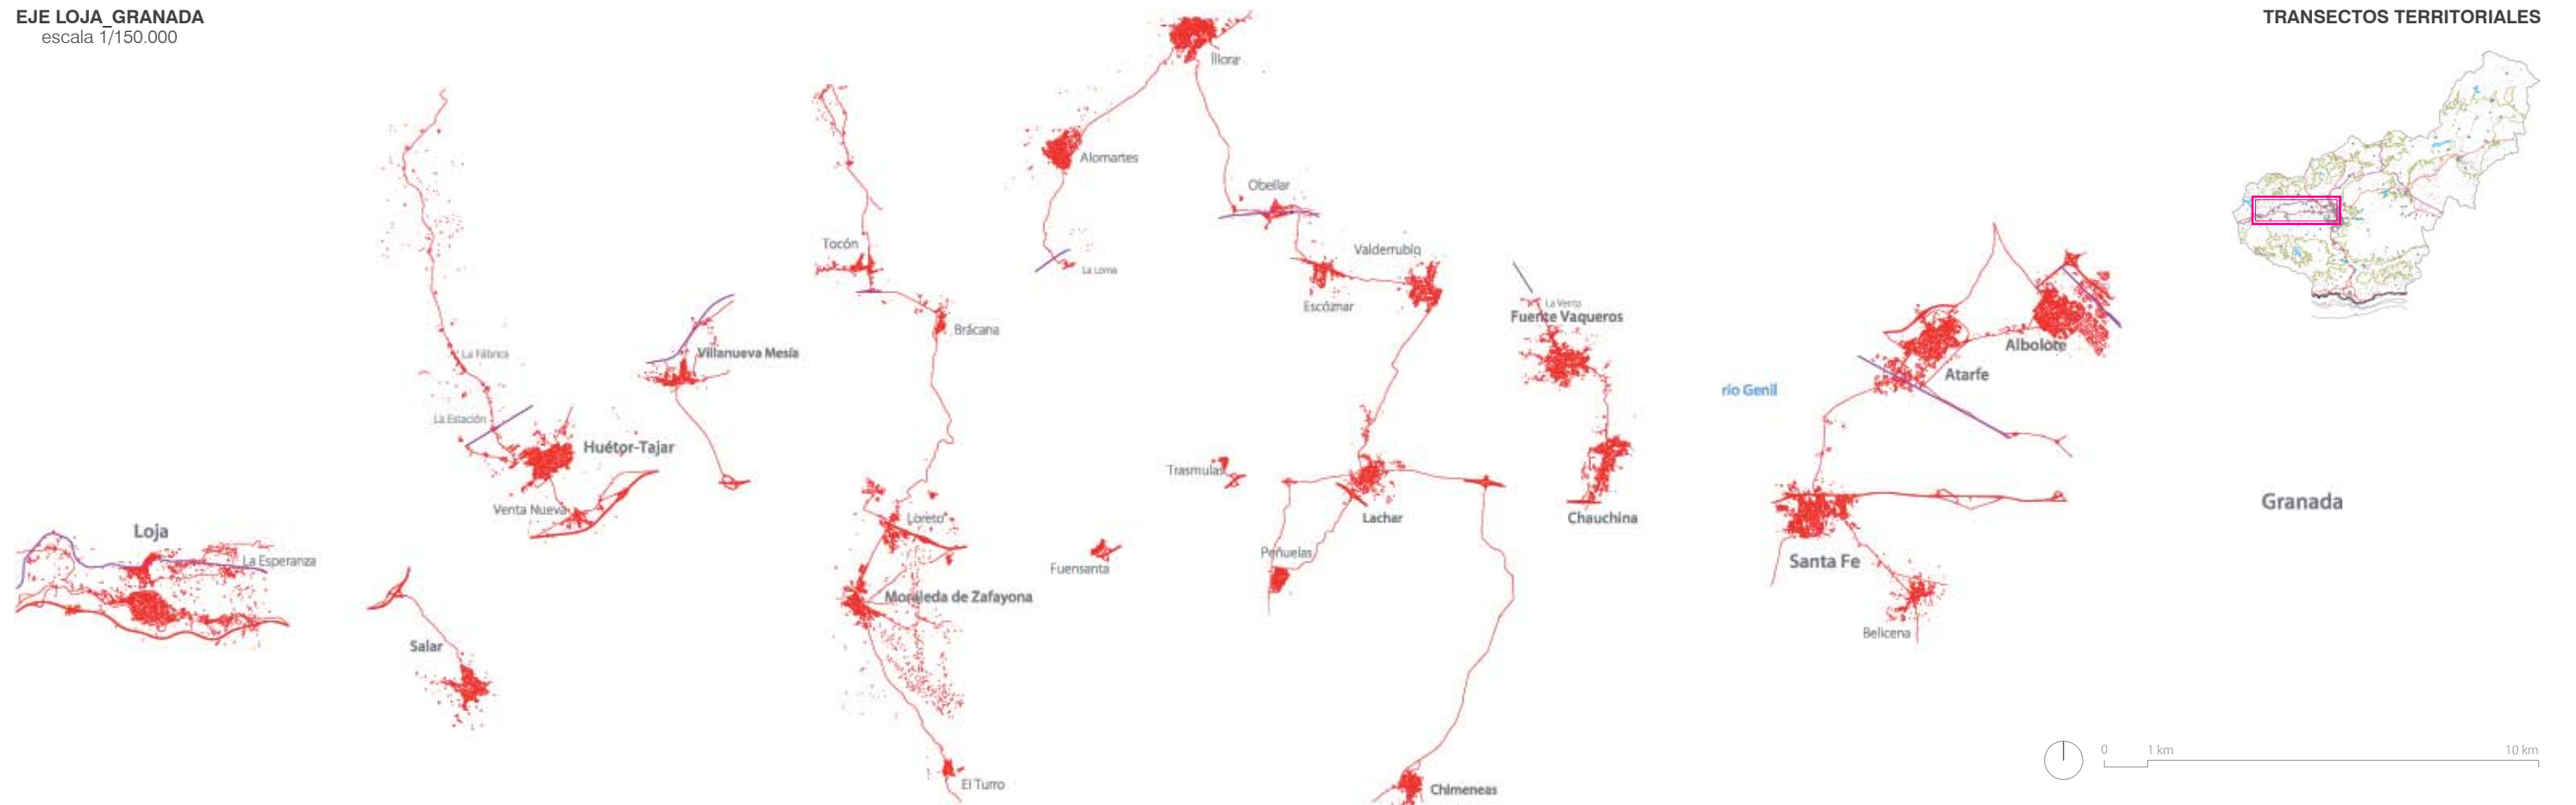 EJE LOJA_GRANADA
escala 1/150.000
TRANSECTOS TERRITORIALES
Íllora
Alomartes
Obeilar
Tocón
Valderrubio
La Loma
Escóznar
La Venta
Fuente Vaqueros
Brácana
Albolote
La Fábrica
Villanueva Mesía
Atarfe
río Genil
La Estación
Huétor-Tajar
Trasmulas
Granada
Venta Nueva
Loreto
Lachar
Chauchina
Loja
La Esperanza
Peñuelas
Fuensanta
Santa Fe
Moraleda de Zafayona
Belicena
Salar
El Turro
Chimeneas
0 1 km 10 km